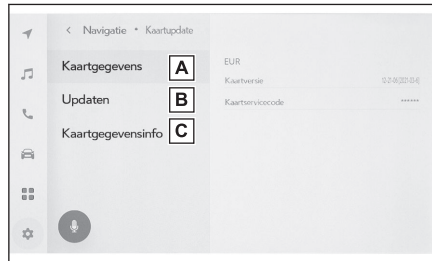 < Navigatie • Kaartupdate
Kaartgegevens A
Updaten B
Kaartgegevensinfo C
EUR
Kaartversie
Kaartservicecode ••••••